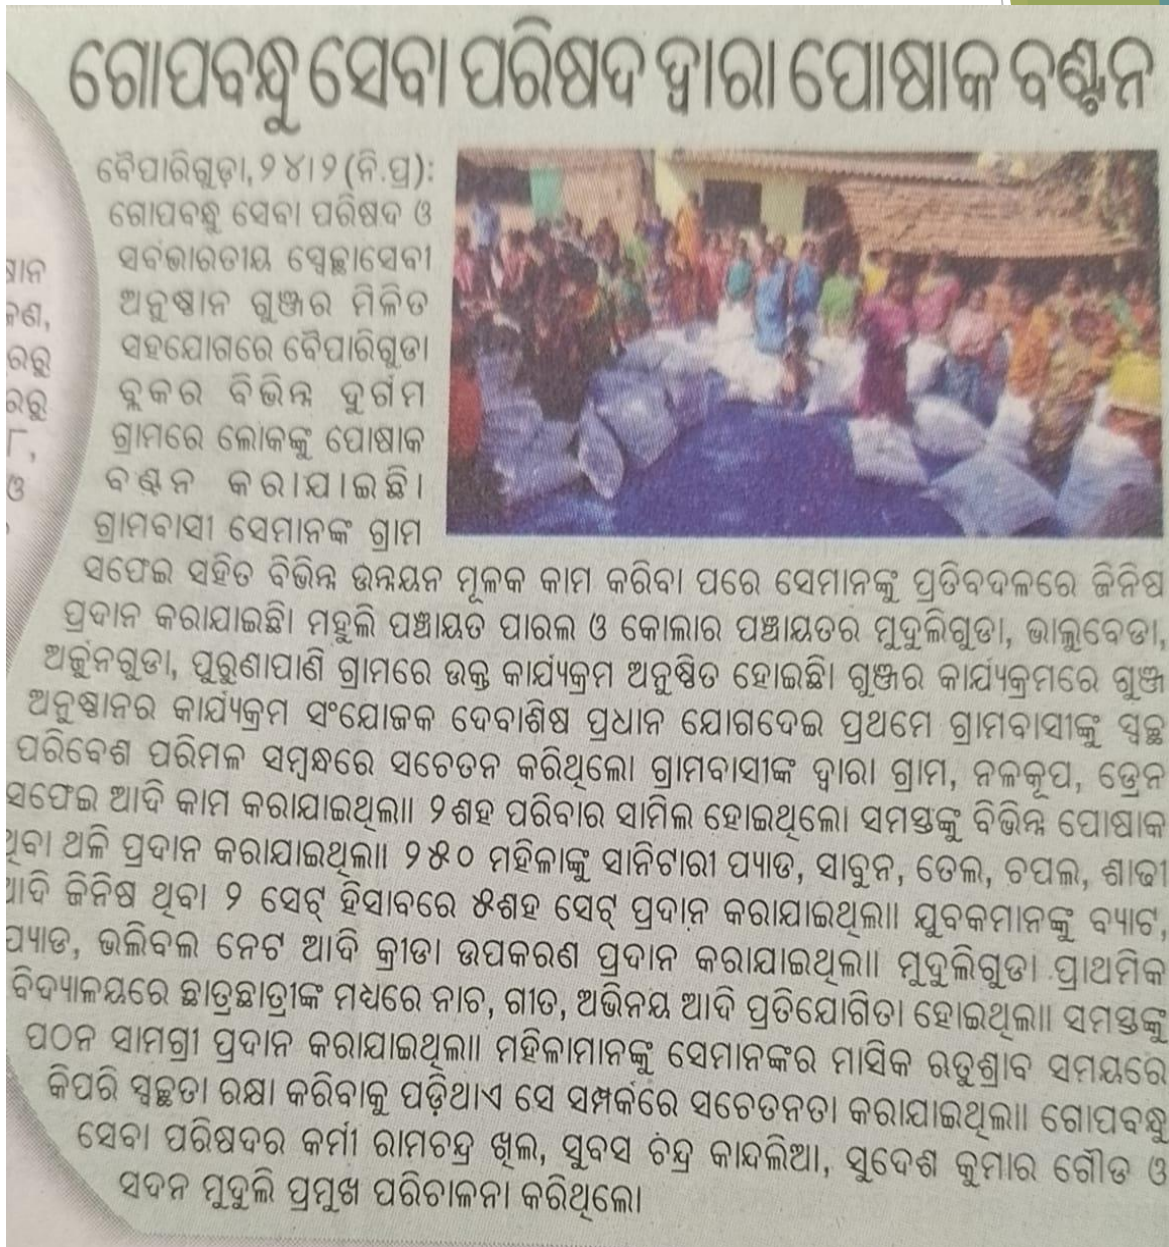 ଗୋପବନ୍ଧୁ ସେବା ପରିଷଦ ଦ୍ୱାରା ପୋଷାକ ବଣ୍ଟନ
ବୈପାରିଗୁଡ଼ା, ୨୪।୨ (ନି.ପ୍ର):
ଗୋପବନ୍ଧୁ ସେବା ପରିଷଦ ଓ
ସର୍ବଭାରତୀୟ ସ୍ୱେଚ୍ଛାସେବୀ
ଅନୁଷ୍ଠାନ ଗୁଞ୍ଜର ମିଳିତ
ସହଯୋଗରେ ବୈପାରିଗୁଡା
ବ୍ଲକର ବିଭିନ୍ନ ଦୁର୍ଗମ
ଗ୍ରାମରେ ଲୋକଙ୍କୁ ପୋଷାକ
ବଣ୍ଟନ କରାଯାଇଛି।
ଗ୍ରାମବାସୀ ସେମାନଙ୍କ ଗ୍ରାମ
ସଫେଇ ସହିତ ବିଭିନ୍ନ ଉନ୍ନୟନ ମୂଳକ କାମ କରିବା ପରେ ସେମାନଙ୍କୁ ପ୍ରତିବଦଳରେ ଜିନିଷ
ପ୍ରଦାନ କରାଯାଇଛି। ମହୁଲି ପଞ୍ଚାୟତ ପାରଲ ଓ କୋଲାର ପଞ୍ଚାୟତର ମୁଦୁଲିଗୁଡା, ଭାଲୁବେଡା,
ଅର୍ଜୁନଗୁଡା, ପୁରୁଣାପାଣି ଗ୍ରାମରେ ଉକ୍ତ କାର୍ଯ୍ୟକ୍ରମ ଅନୁଷ୍ଠିତ ହୋଇଛି। ଗୁଞ୍ଜର କାର୍ଯ୍ୟକ୍ରମରେ ଗୁଞ୍ଜ
ଅନୁଷ୍ଠାନର କାର୍ଯ୍ୟକ୍ରମ ସଂଯୋଜକ ଦେବାଶିଷ ପ୍ରଧାନ ଯୋଗଦେଇ ପ୍ରଥମେ ଗ୍ରାମବାସୀଙ୍କୁ ସ୍ୱଚ୍ଛ
ପରିବେଶ ପରିମଳ ସମ୍ବନ୍ଧରେ ସଚେତନ କରିଥିଲେ। ଗ୍ରାମବାସୀଙ୍କ ଦ୍ୱାରା ଗ୍ରାମ, ନଳକୂପ, ଡ୍ରେନ
ସଫେଇ ଆଦି କାମ କରାଯାଇଥିଲା। ୨ଶହ ପରିବାର ସାମିଲ ହୋଇଥିଲେ। ସମସ୍ତଙ୍କୁ ବିଭିନ୍ନ ପୋଷାକ
ଥିବା ଥଳି ପ୍ରଦାନ କରାଯାଇଥିଲା। ୨୫୦ ମହିଳାଙ୍କୁ ସାନିଟାରୀ ପ୍ୟାଡ, ସାବୁନ, ତେଲ, ଚପଲ, ଶାଢୀ
ଆଦି ଜିନିଷ ଥିବା ୨ ସେଟ୍ ହିସାବରେ ୫ଶହ ସେଟ୍ ପ୍ରଦାନ କରାଯାଇଥିଲା। ଯୁବକମାନଙ୍କୁ ବ୍ୟାଟ,
ପ୍ୟାଡ, ଭଲିବଲ ନେଟ ଆଦି କ୍ରୀଡା ଉପକରଣ ପ୍ରଦାନ କରାଯାଇଥିଲା। ମୁଦୁଲିଗୁଡା ପ୍ରାଥମିକ
ବିଦ୍ୟାଳୟରେ ଛାତ୍ରଛାତ୍ରୀଙ୍କ ମଧ୍ୟରେ ନାଚ, ଗୀତ, ଅଭିନୟ ଆଦି ପ୍ରତିଯୋଗିତା ହୋଇଥିଲା। ସମସ୍ତଙ୍କୁ
ପଠନ ସାମଗ୍ରୀ ପ୍ରଦାନ କରାଯାଇଥିଲା। ମହିଳାମାନଙ୍କୁ ସେମାନଙ୍କର ମାସିକ ଋତୁଶ୍ରାବ ସମୟରେ
କିପରି ସ୍ୱଚ୍ଛତା ରକ୍ଷା କରିବାକୁ ପଡ଼ିଥାଏ ସେ ସମ୍ପର୍କରେ ସଚେତନତା କରାଯାଇଥିଲା। ଗୋପବନ୍ଧୁ
ସେବା ପରିଷଦର କର୍ମୀ ରାମଚନ୍ଦ୍ର ଖିଲ, ସୁବସ ଚନ୍ଦ୍ର କାନ୍ଦଲିଆ, ସୁଦେଶ କୁମାର ଗୌଡ ଓ
ସଦନ ମୁଦୁଲି ପ୍ରମୁଖ ପରିଚାଳନା କରିଥିଲେ।